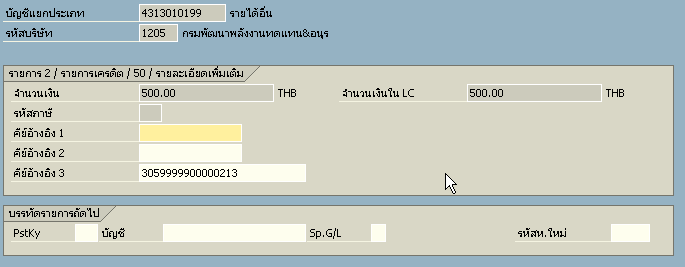 บัญชีแยกประเภท 4313010199 รายได้อื่น
รหัสบริษัท 1205 กรมพัฒนาพลังงานทดแทน&อนุร
รายการ 2 / รายการเครดิต / 50 / รายละเอียดเพิ่มเติม
จำนวนเงิน 500.00 THB จำนวนเงินใน LC 500.00 THB
รหัสภาษี
คีย์อ้างอิง 1
คีย์อ้างอิง 2
คีย์อ้างอิง 3 3059999900000213
บรรทัดรายการถัดไป
PstKy บัญชี Sp.G/L รหัสห.ใหม่